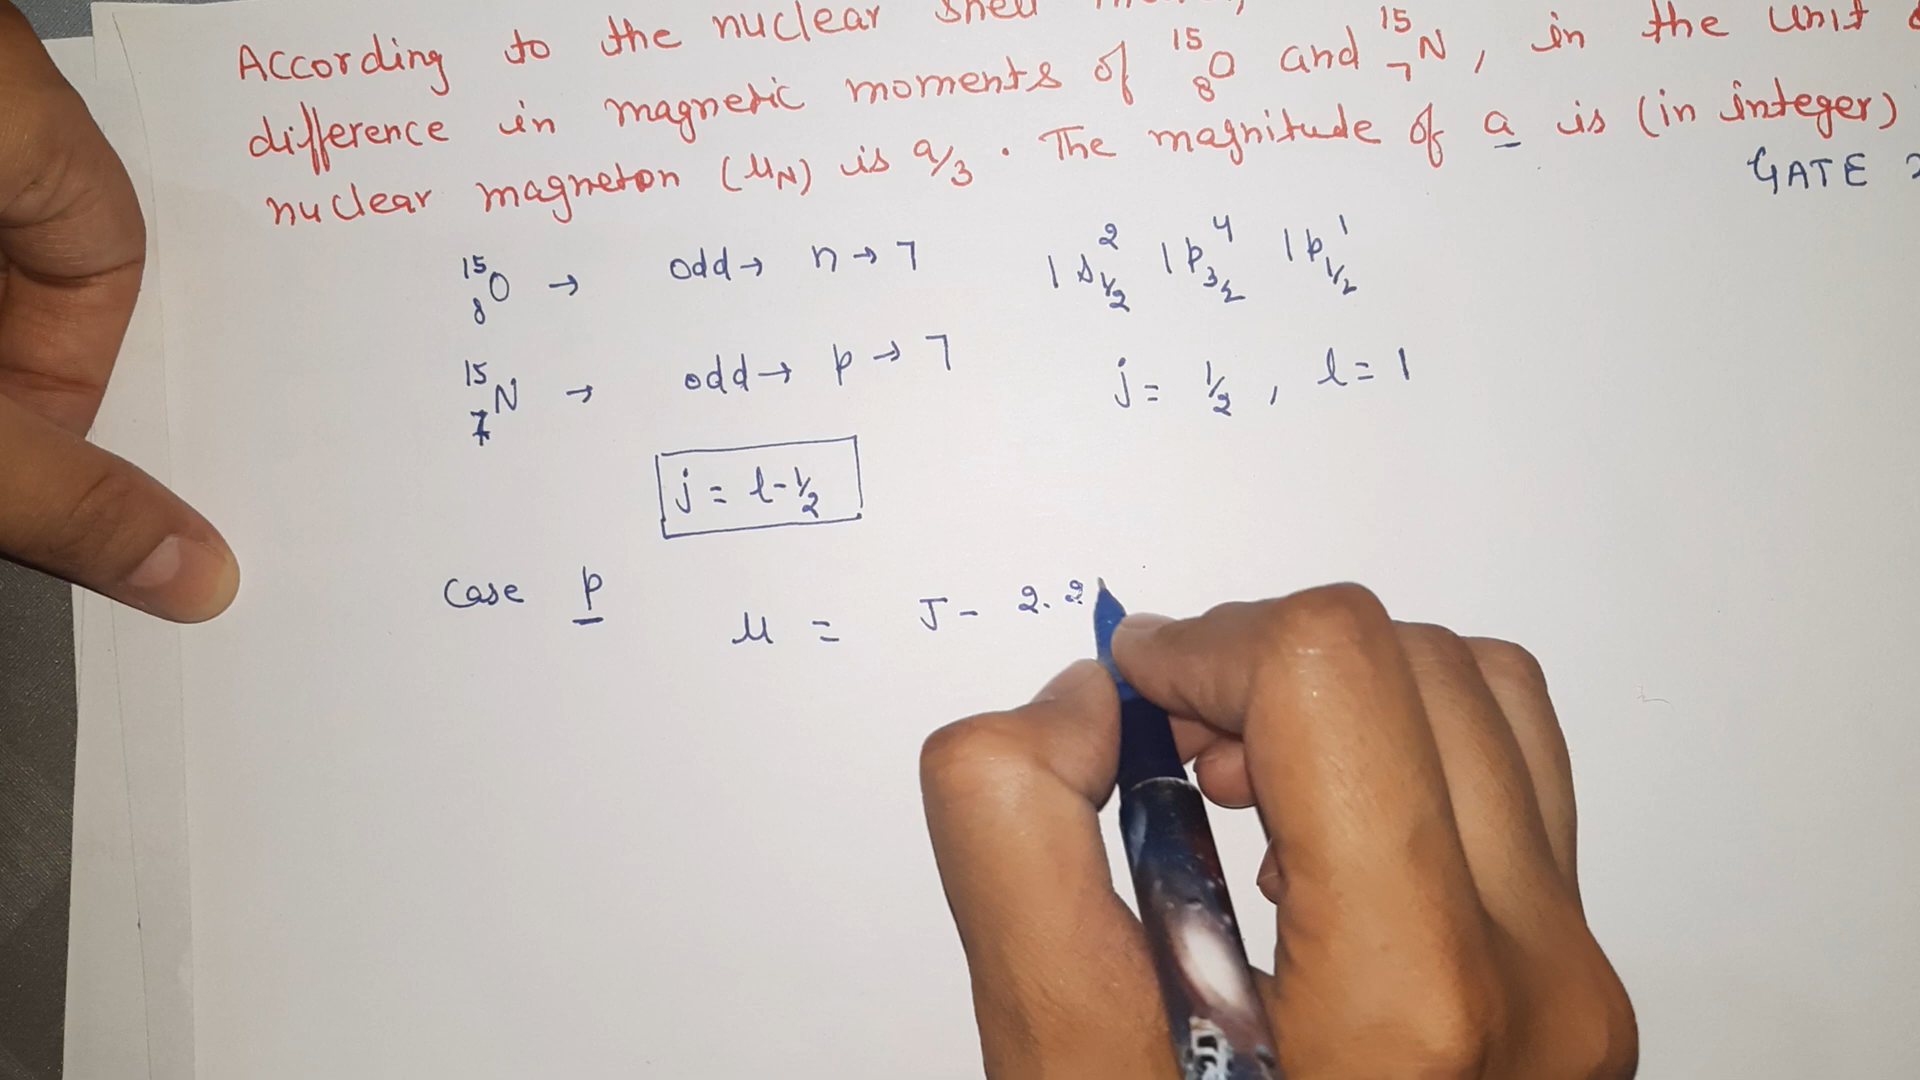 According to the nuclear shell
difference in magnetic moments of ¹⁵₈O and ¹⁵₇N, in the unit
nuclear magneton (μN) is a/3. The magnitude of a is (in integer)
GATE
¹⁵₈O → odd → n → 7 1s₁/₂² 1p₃/₂⁴ 1p₁/₂¹
¹⁵₇N → odd → p → 7 j = 1/2, l = 1
j = l - 1/2
Case p μ = J - 2.2